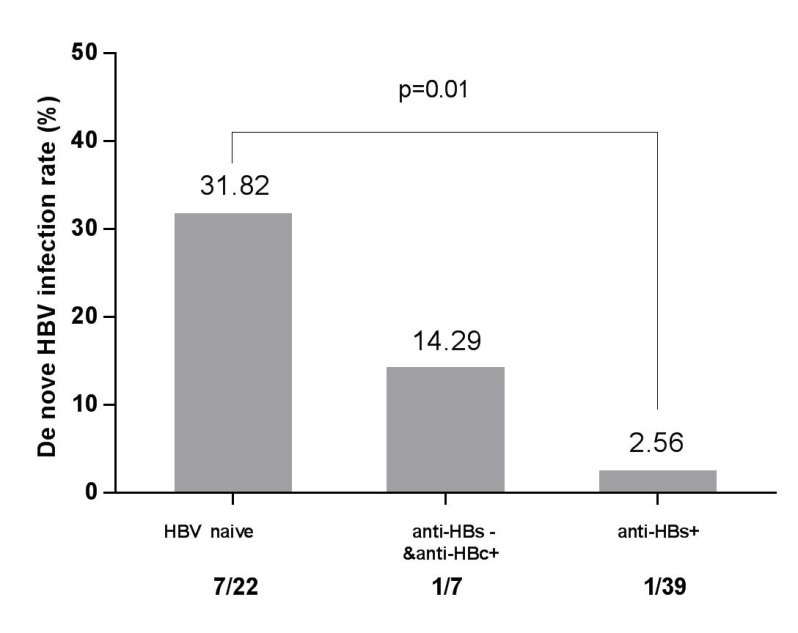 De nove HBV infection rate (%)
50
40
30
20
10
0
p=0.01
31.82
14.29
2.56
HBV naive
anti-HBs -
&anti-HBc+
anti-HBs+
7/22
1/7
1/39